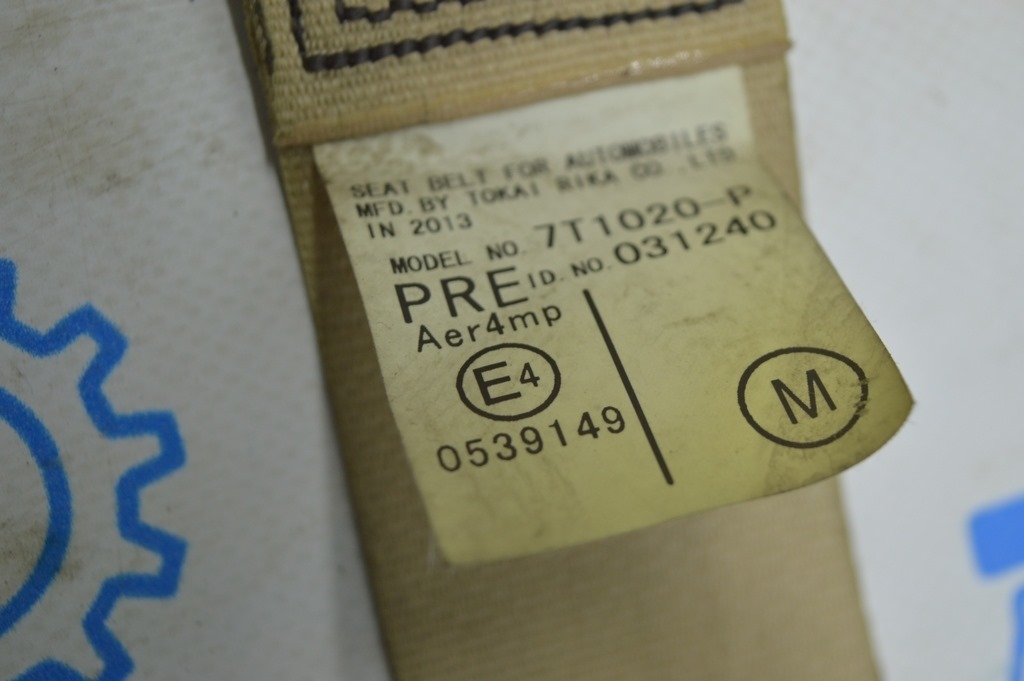 SEAT BELT FOR AUTOMOBILES
MFD. BY TOKAI RIKA CO .LTD
IN 2013
MODEL NO. 7T1020-P
PRE ID. NO. 031240
Aer4mp
E4
0539149
M